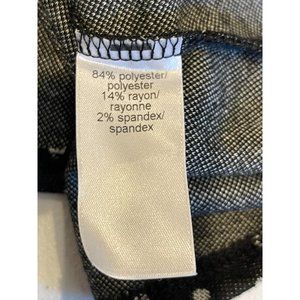 84% polyester/
polyester
14% rayon/
rayonne
2% spandex/
spandex